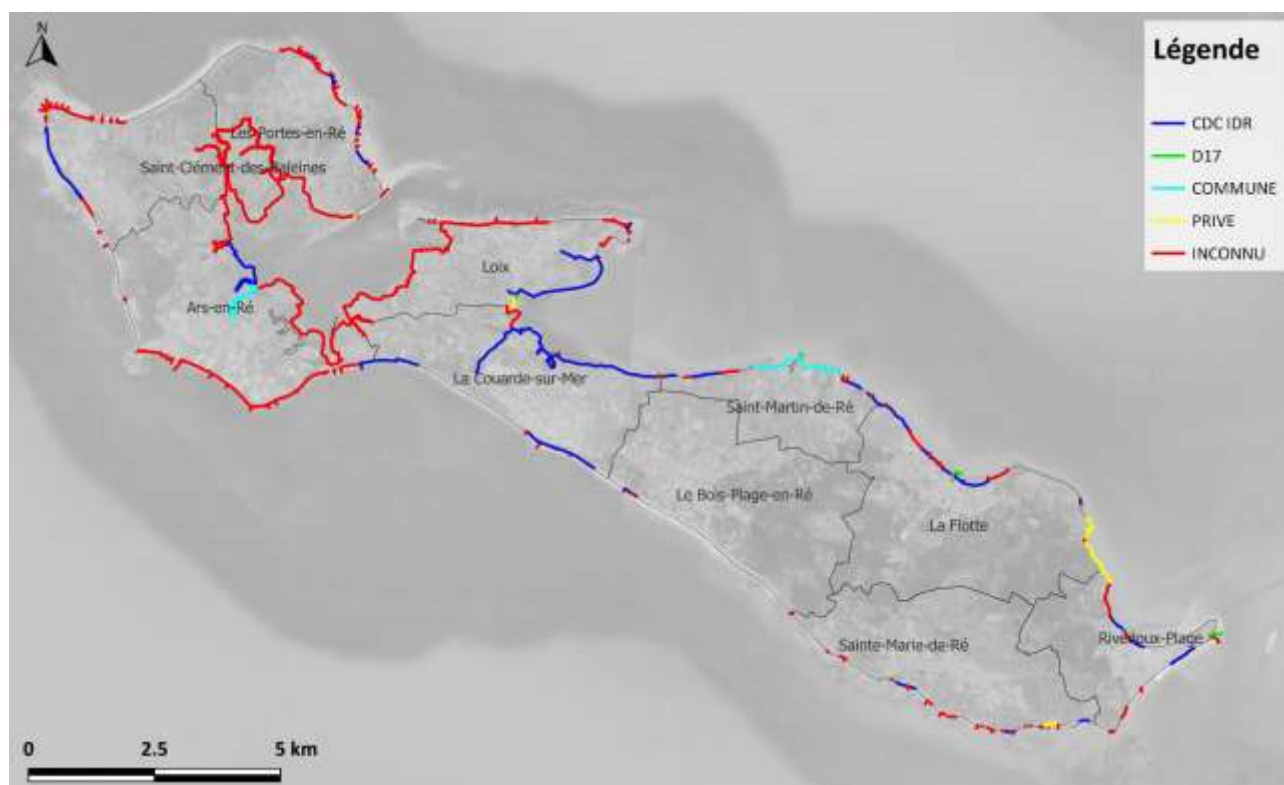 N
Légende
CDC IDR
D17
COMMUNE
PRIVE
INCONNU
Les Portes-en-Ré
Saint-Clément-des-Baleines
Loix
Ars-en-Ré
La Couarde-sur-Mer
Saint-Martin-de-Ré
Le Bois-Plage-en-Ré
La Flotte
Rivedoux-Plage
Sainte-Marie-de-Ré
0 2.5 5 km